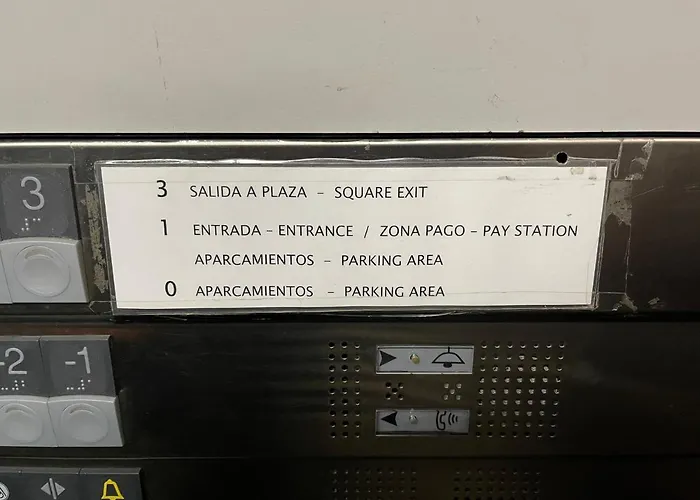 3 SALIDA A PLAZA - SQUARE EXIT
1 ENTRADA - ENTRANCE / ZONA PAGO - PAY STATION
APARCAMIENTOS - PARKING AREA
0 APARCAMIENTOS - PARKING AREA
3
-2 -1